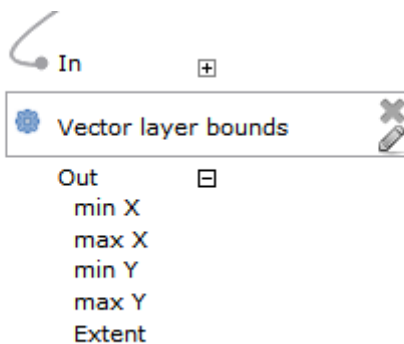 In
Vector layer bounds
Out
min X
max X
min Y
max Y
Extent